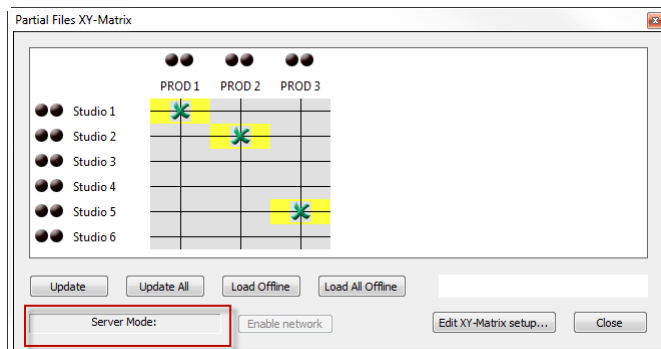 Partial Files XY-Matrix
PROD 1 PROD 2 PROD 3
Studio 1
Studio 2
Studio 3
Studio 4
Studio 5
Studio 6
Update Update All Load Offline Load All Offline
Server Mode: Enable network Edit XY-Matrix setup... Close